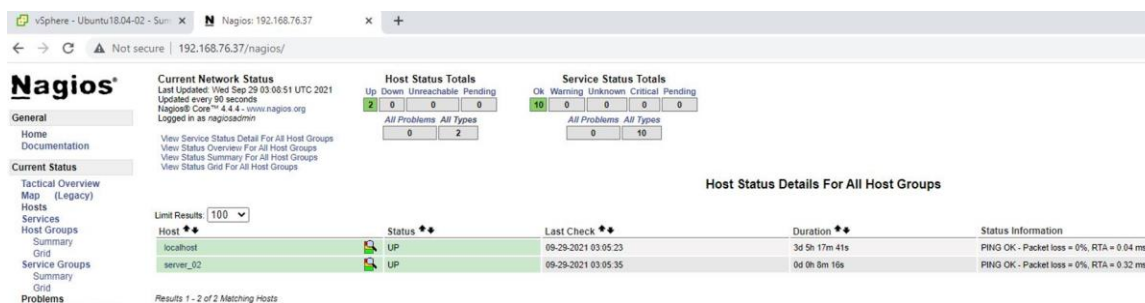 vSphere - Ubuntu18.04-02 - Sum
Nagios: 192.168.76.37
Not secure | 192.168.76.37/nagios/
Nagios®
General
Home
Documentation
Current Status
Tactical Overview
Map (Legacy)
Hosts
Services
Host Groups
Summary
Grid
Service Groups
Summary
Grid
Problems
Current Network Status
Last Updated: Wed Sep 29 03:08:51 UTC 2021
Updated every 90 seconds
Nagios® Core™ 4.4.4 - www.nagios.org
Logged in as nagiosadmin
View Service Status Detail For All Host Groups
View Status Overview For All Host Groups
View Status Summary For All Host Groups
View Status Grid For All Host Groups
Host Status Totals
Up Down Unreachable Pending
2 0 0 0
All Problems All Types
0 2
Service Status Totals
Ok Warning Unknown Critical Pending
10 0 0 0 0
All Problems All Types
0 10
Host Status Details For All Host Groups
Limit Results: 100
Host Status Last Check Duration Status Information
localhost UP 09-29-2021 03:05:23 3d 5h 17m 41s PING OK - Packet loss = 0%, RTA = 0.04 ms
server_02 UP 09-29-2021 03:05:35 0d 0h 8m 16s PING OK - Packet loss = 0%, RTA = 0.32 ms
Results 1 - 2 of 2 Matching Hosts